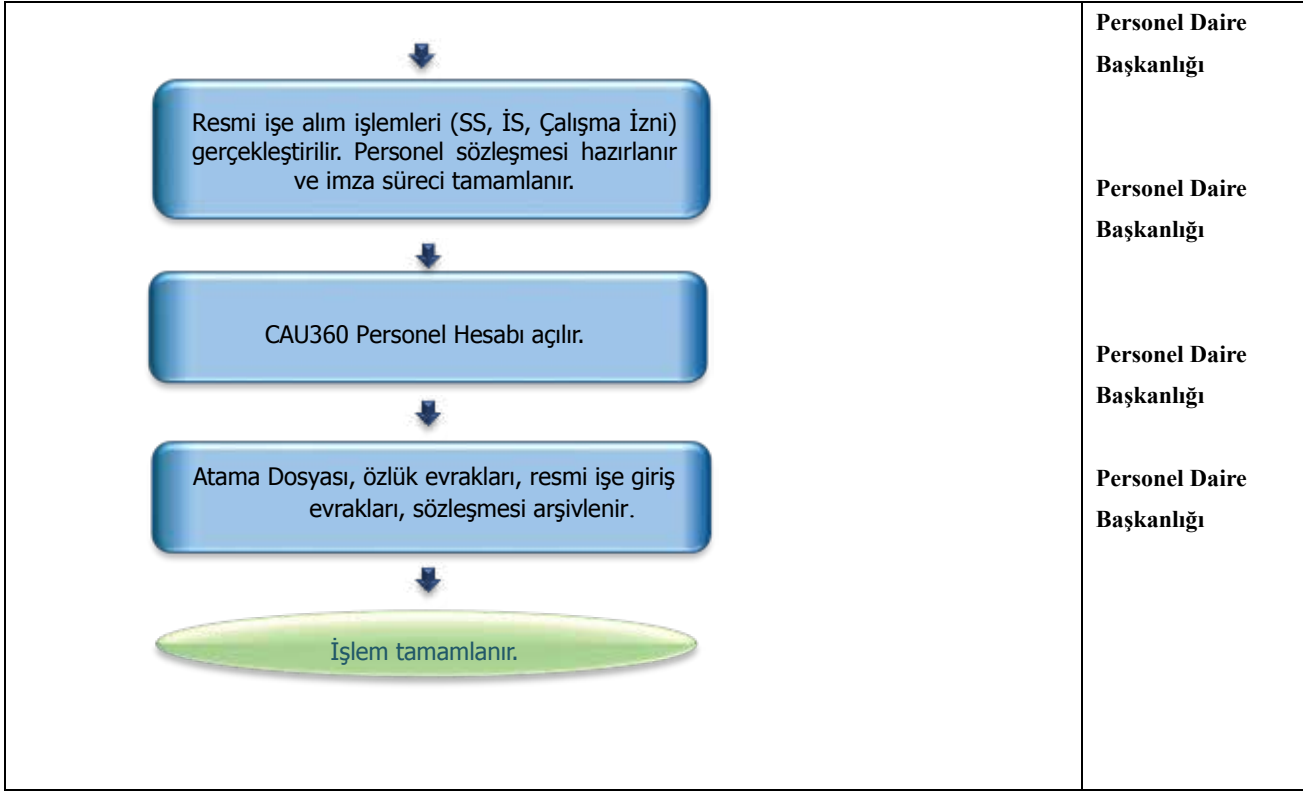 Resmi işe alım işlemleri (SS, İS, Çalışma İzni)
gerçekleştirilir. Personel sözleşmesi hazırlanır
ve imza süreci tamamlanır.
CAU360 Personel Hesabı açılır.
Atama Dosyası, özlük evrakları, resmi işe giriş
evrakları, sözleşmesi arşivlenir.
İşlem tamamlanır.
Personel Daire
Başkanlığı
Personel Daire
Başkanlığı
Personel Daire
Başkanlığı
Personel Daire
Başkanlığı